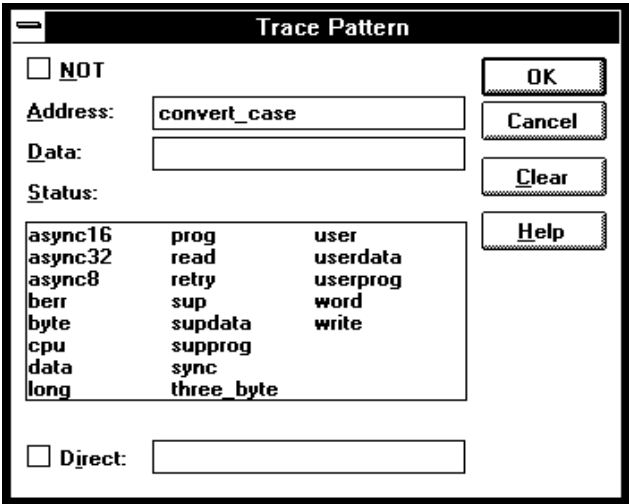 Trace Pattern
NOT
OK
Address: convert_case
Cancel
Data:
Clear
Status:
Help
async16 prog user
async32 read userdata
async8 retry userprog
berr sup word
byte supdata write
cpu supprog
data sync
long three_byte
Direct: